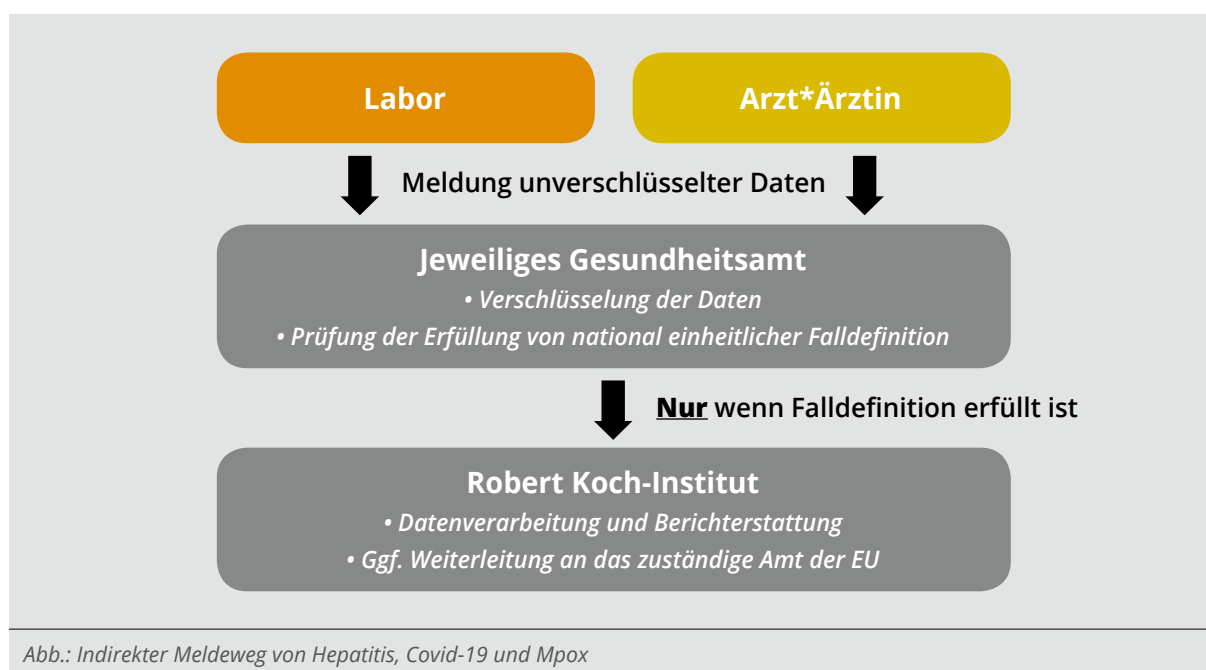 Labor
Arzt*Ärztin
Meldung unverschlüsselter Daten
Jeweiliges Gesundheitsamt
• Verschlüsselung der Daten
• Prüfung der Erfüllung von national einheitlicher Falldefinition
Nur wenn Falldefinition erfüllt ist
Robert Koch-Institut
• Datenverarbeitung und Berichterstattung
• Ggf. Weiterleitung an das zuständige Amt der EU
Abb.: Indirekter Meldeweg von Hepatitis, Covid-19 und Mpox